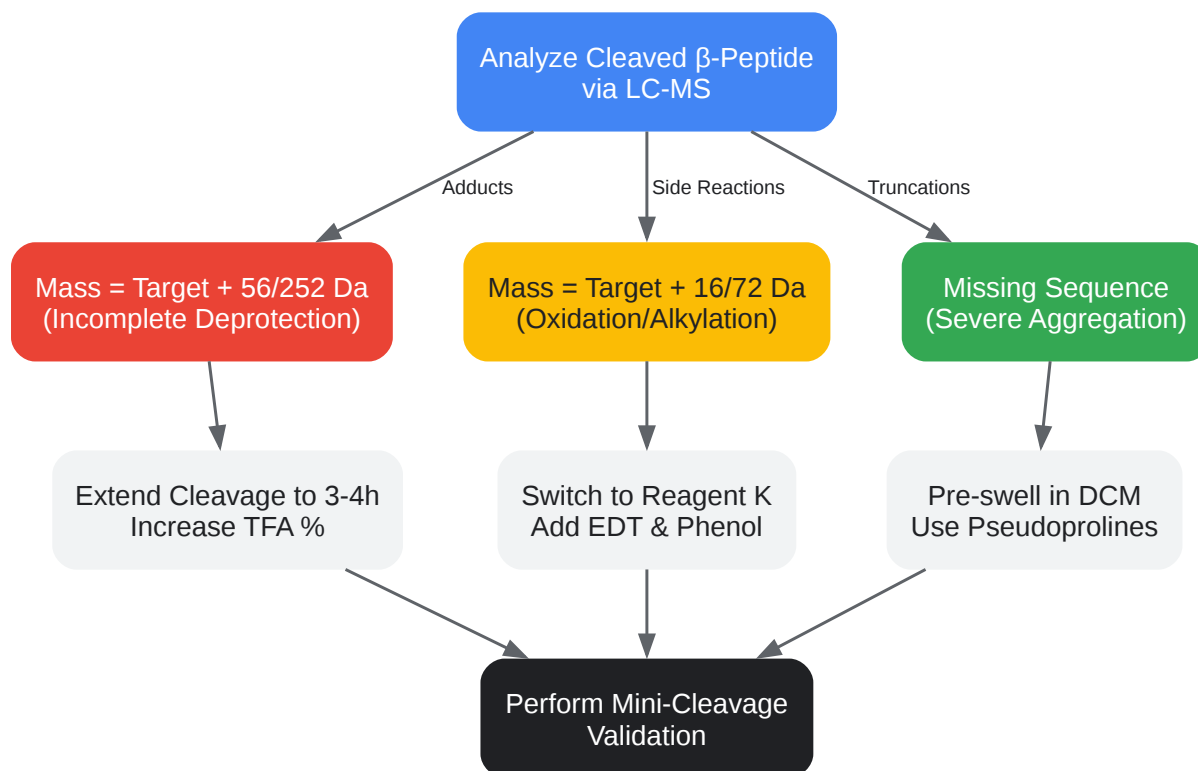 Analyze Cleaved β-Peptide
via LC-MS
Adducts
Side Reactions
Truncations
Mass = Target + 56/252 Da
(Incomplete Deprotection)
Mass = Target + 16/72 Da
(Oxidation/Alkylation)
Missing Sequence
(Severe Aggregation)
Extend Cleavage to 3-4h
Increase TFA %
Switch to Reagent K
Add EDT & Phenol
Pre-swell in DCM
Use Pseudoprolines
Perform Mini-Cleavage
Validation